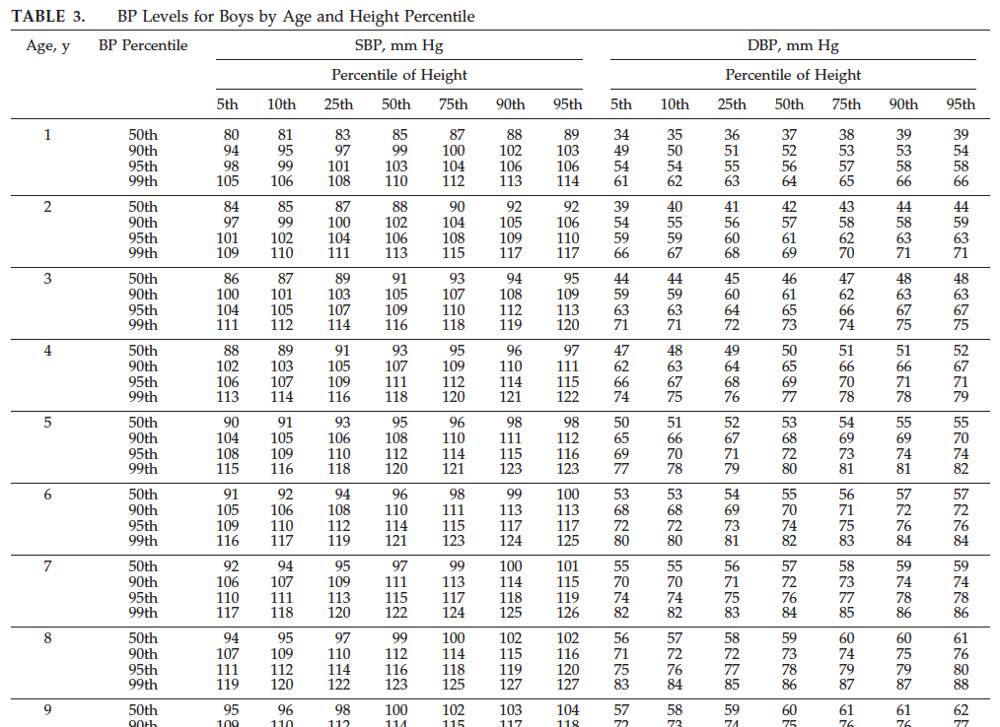 TABLE 3. BP Levels for Boys by Age and Height Percentile
Age, y BP Percentile SBP, mm Hg DBP, mm Hg
Percentile of Height Percentile of Height
5th 10th 25th 50th 75th 90th 95th 5th 10th 25th 50th 75th 90th 95th
1 50th 80 81 83 85 87 88 89 34 35 36 37 38 39 39
90th 94 95 97 99 100 102 103 49 50 51 52 53 53 54
95th 98 99 101 103 104 106 106 54 54 55 56 57 58 58
99th 105 106 108 110 112 113 114 61 62 63 64 65 66 66
2 50th 84 85 87 88 90 92 92 39 40 41 42 43 44 44
90th 97 99 100 102 104 105 106 54 55 56 57 58 58 59
95th 101 102 104 106 108 109 110 59 59 60 61 62 63 63
99th 109 110 111 113 115 117 117 66 67 68 69 70 71 71
3 50th 86 87 89 91 93 94 95 44 44 45 46 47 48 48
90th 100 101 103 105 107 108 109 59 59 60 61 62 63 63
95th 104 105 107 109 110 112 113 63 63 64 65 66 67 67
99th 111 112 114 116 118 119 120 71 71 72 73 74 75 75
4 50th 88 89 91 93 95 96 97 47 48 49 50 51 51 52
90th 102 103 105 107 109 110 111 62 63 64 65 66 66 67
95th 106 107 109 111 112 114 115 66 67 68 69 70 71 71
99th 113 114 116 118 120 121 122 74 75 76 77 78 78 79
5 50th 90 91 93 95 96 98 98 50 51 52 53 54 55 55
90th 104 105 106 108 110 111 112 65 66 67 68 69 69 70
95th 108 109 110 112 114 115 116 69 70 71 72 73 74 74
99th 115 116 118 120 121 123 123 77 78 79 80 81 81 82
6 50th 91 92 94 96 98 99 100 53 53 54 55 56 57 57
90th 105 106 108 110 111 113 113 68 68 69 70 71 72 72
95th 109 110 112 114 115 117 117 72 72 73 74 75 76 76
99th 116 117 119 121 123 124 125 80 80 81 82 83 84 84
7 50th 92 94 95 97 99 100 101 55 55 56 57 58 59 59
90th 106 107 109 111 113 114 115 70 70 71 72 73 74 74
95th 110 111 113 115 117 118 119 74 74 75 76 77 78 78
99th 117 118 120 122 124 125 126 82 82 83 84 85 86 86
8 50th 94 95 97 99 100 102 102 56 57 58 59 60 60 61
90th 107 109 110 112 114 115 116 71 72 72 73 74 75 76
95th 111 112 114 116 118 119 120 75 76 77 78 79 79 80
99th 119 120 122 123 125 127 127 83 84 85 86 87 87 88
9 50th 95 96 98 100 102 103 104 57 58 59 60 61 61 62
90th 109 110 112 114 115 117 118 72 73 74 75 76 76 77